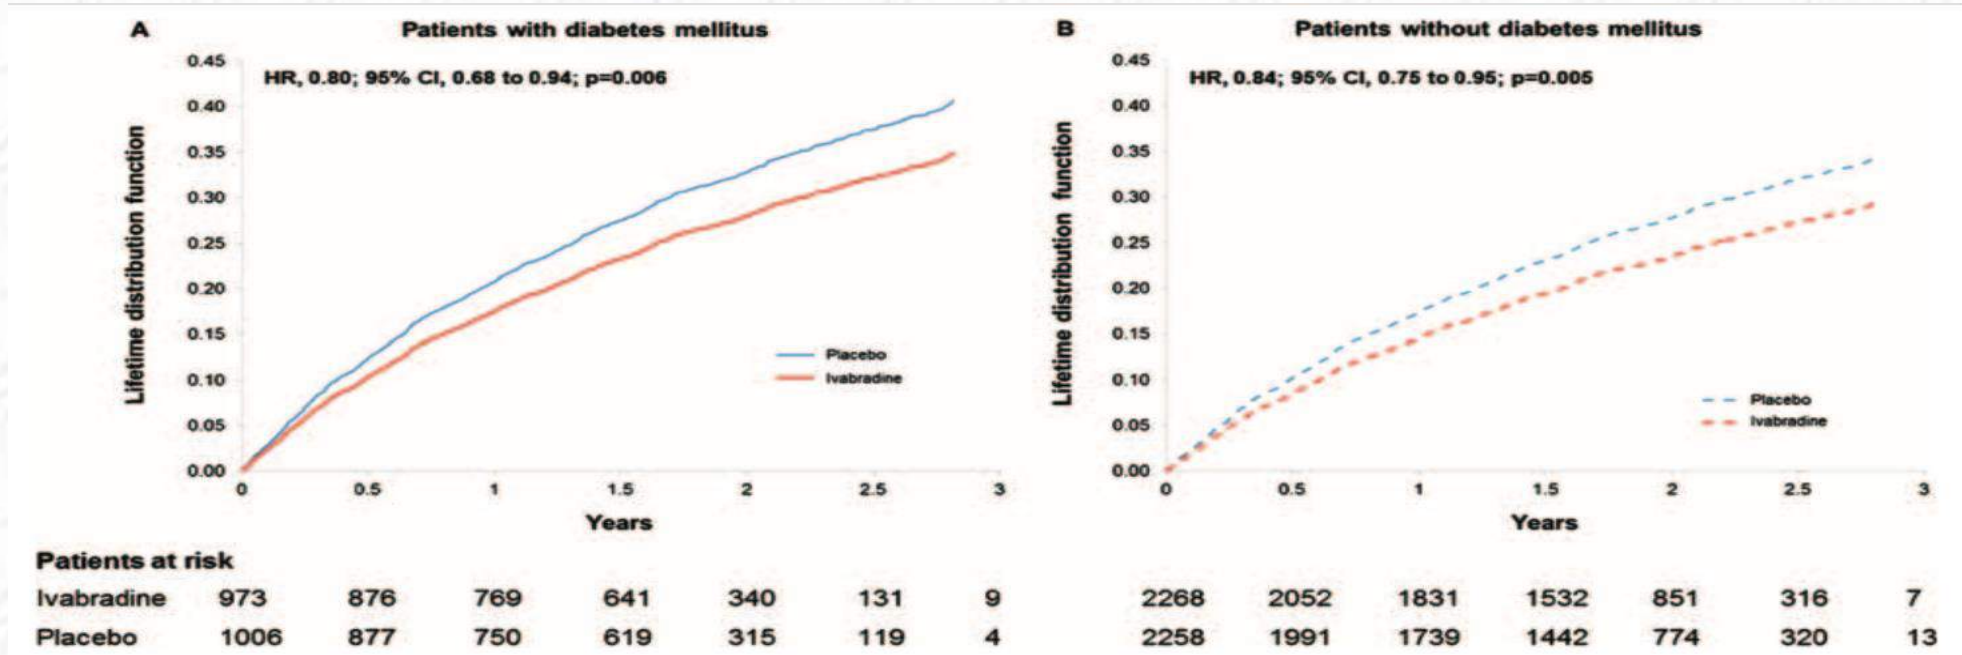 A Patients with diabetes mellitus
HR, 0.80; 95% CI, 0.68 to 0.94; p=0.006
Lifetime distribution function
0.45
0.40
0.35
0.30
0.25
0.20
0.15
0.10
0.05
0.00
Placebo
Ivabradine
0 0.5 1 1.5 2 2.5 3
Years
B Patients without diabetes mellitus
HR, 0.84; 95% CI, 0.75 to 0.95; p=0.005
Lifetime distribution function
0.45
0.40
0.35
0.30
0.25
0.20
0.15
0.10
0.05
0.00
Placebo
Ivabradine
0 0.5 1 1.5 2 2.5 3
Years
Patients at risk
Ivabradine 973 876 769 641 340 131 9 2268 2052 1831 1532 851 316 7
Placebo 1006 877 750 619 315 119 4 2258 1991 1739 1442 774 320 13